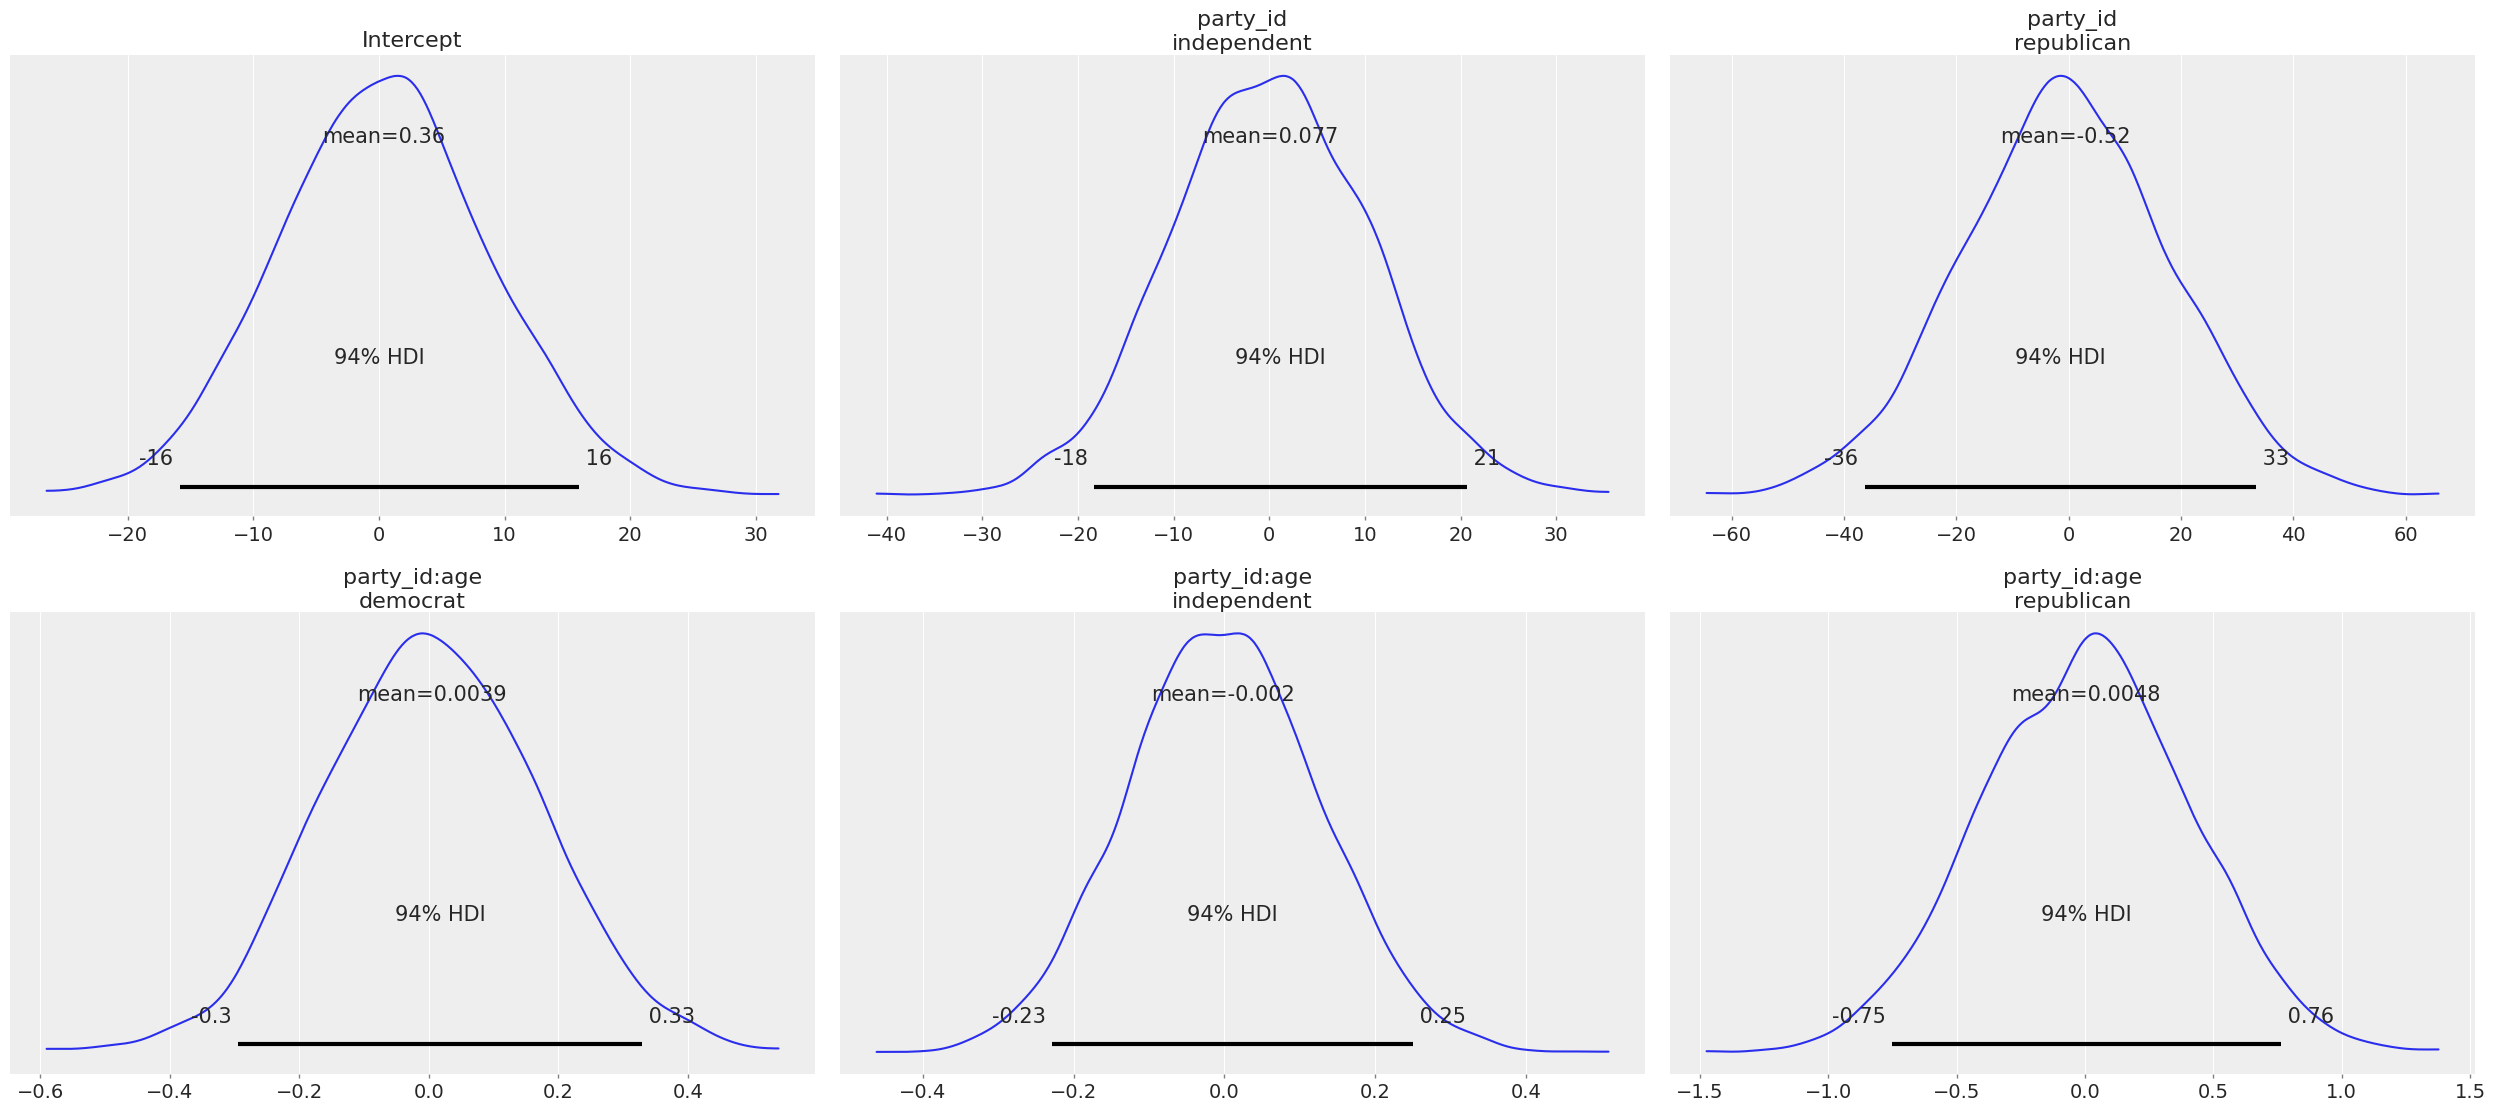 Intercept
mean=0.36
94% HDI
-16 16
−20 −10 0 10 20 30
party_id
independent
mean=0.077
94% HDI
-18 21
−40 −30 −20 −10 0 10 20 30
party_id
republican
mean=-0.52
94% HDI
-36 33
−60 −40 −20 0 20 40 60
party_id:age
democrat
mean=0.0039
94% HDI
-0.3 0.33
−0.6 −0.4 −0.2 0.0 0.2 0.4
party_id:age
independent
mean=-0.002
94% HDI
-0.23 0.25
−0.4 −0.2 0.0 0.2 0.4
party_id:age
republican
mean=0.0048
94% HDI
-0.75 0.76
−1.5 −1.0 −0.5 0.0 0.5 1.0 1.5